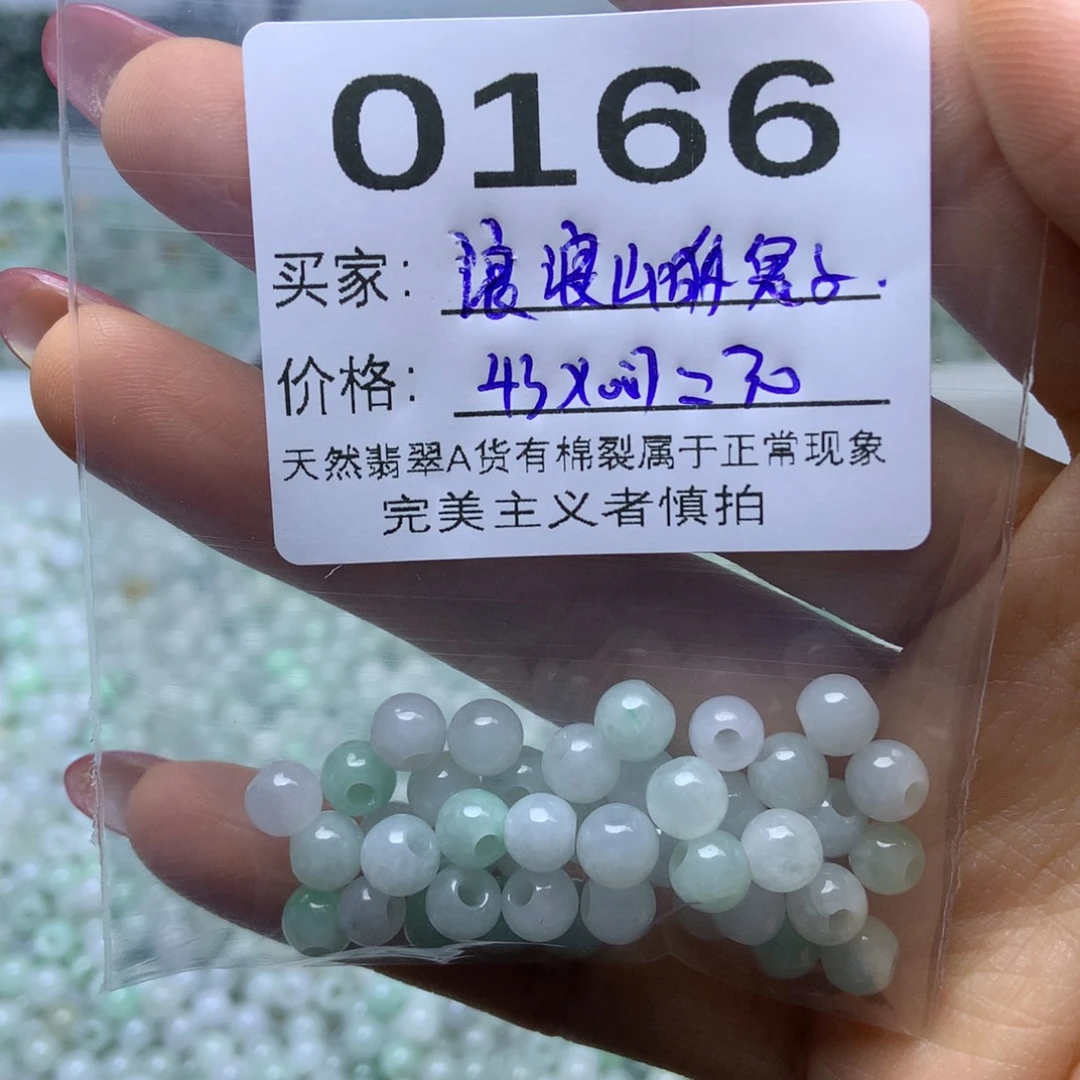 0166
买家: 浪浪山
价格: 43X
天然翡翠A货有棉裂属于正常现象
完美主义者慎拍